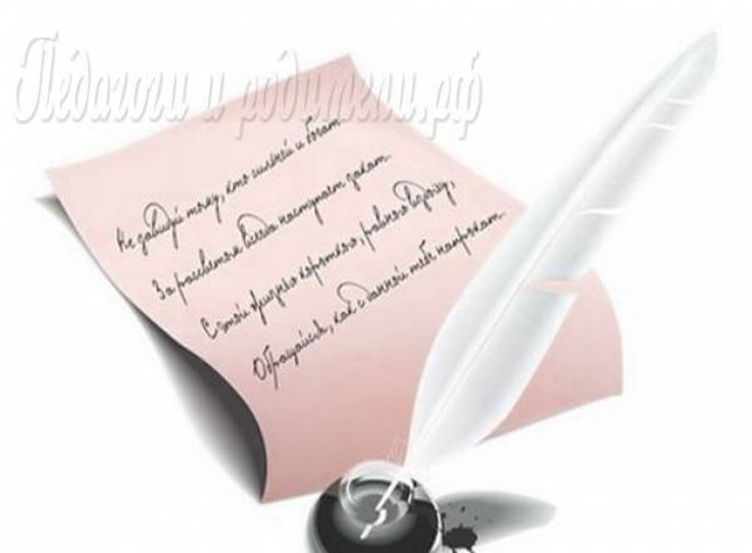 Педагоги и родители.рф
Не завидуй тому, кто сильней и богат
За рассветом всегда наступает закат.
С этой жизнью короткою, равною вздоху,
Обращайся, как с данной тебе напрокат.